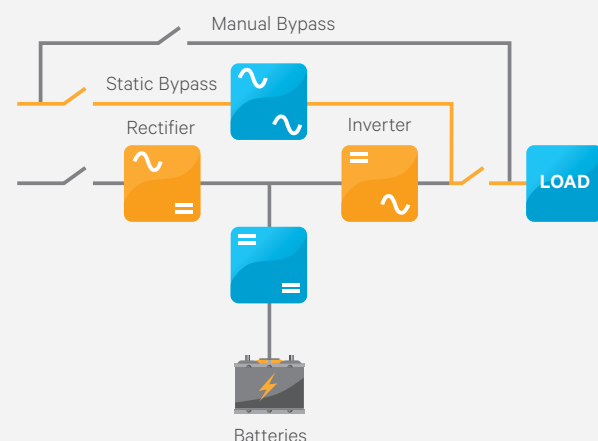 Manual Bypass
Static Bypass
Rectifier
Inverter
LOAD
Batteries